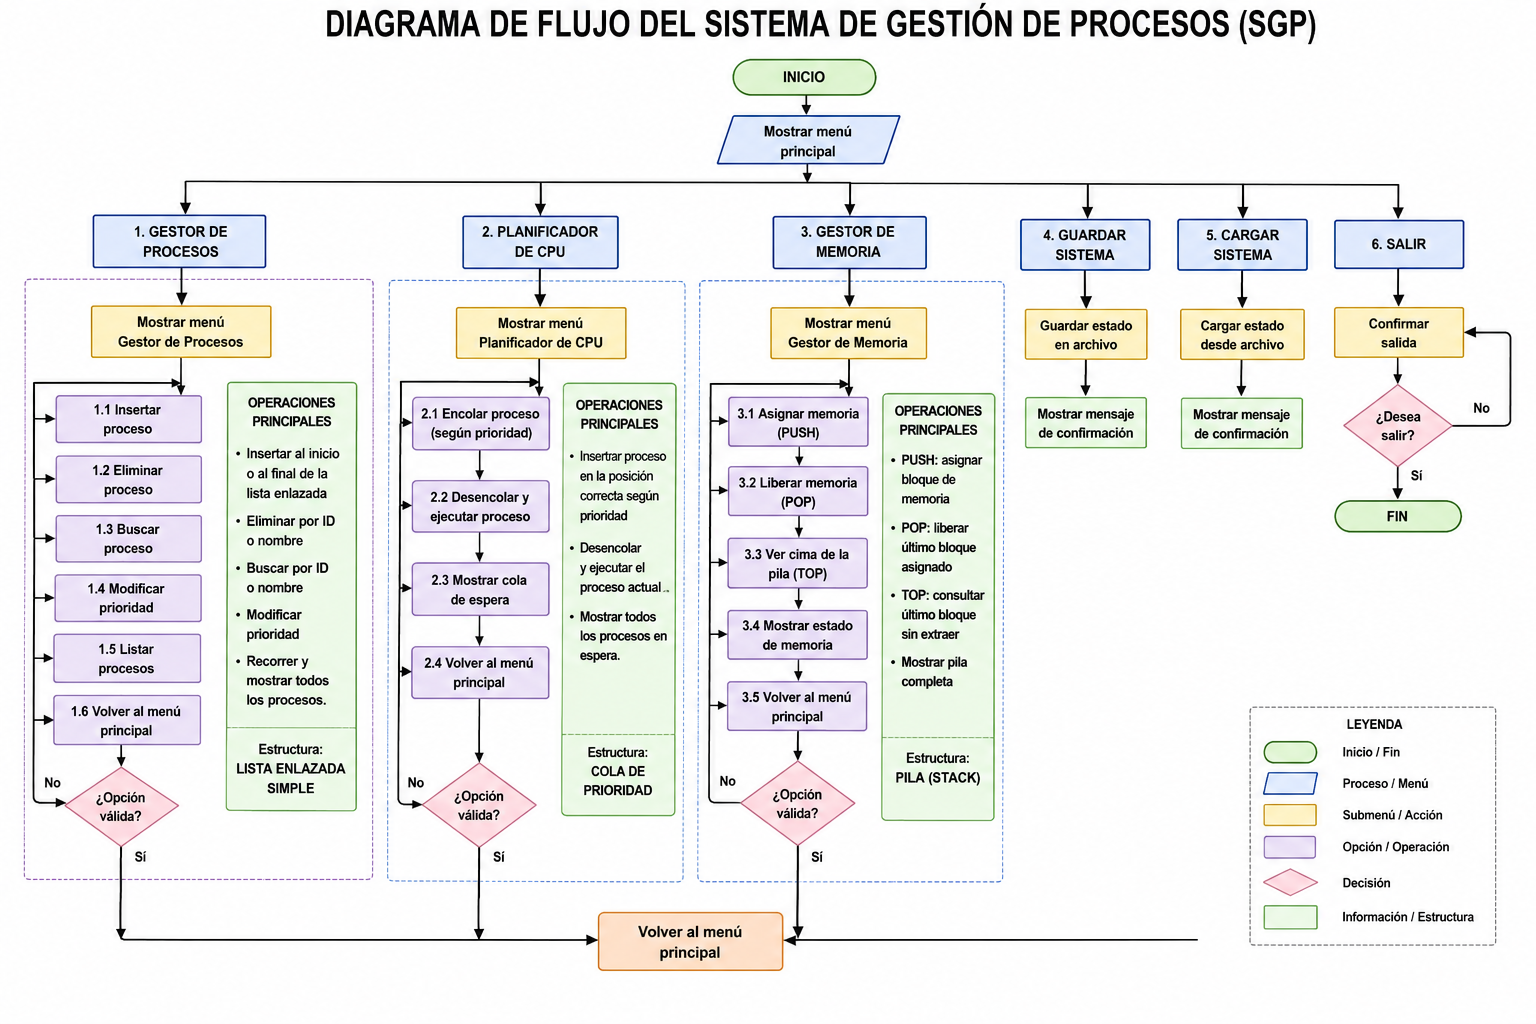 DIAGRAMA DE FLUJO DEL SISTEMA DE GESTIÓN DE PROCESOS (SGP)
INICIO
Mostrar menú
principal
1. GESTOR DE
PROCESOS
2. PLANIFICADOR
DE CPU
3. GESTOR DE
MEMORIA
4. GUARDAR
SISTEMA
5. CARGAR
SISTEMA
6. SALIR
Mostrar menú
Gestor de Procesos
1.1 Insertar
proceso
1.2 Eliminar
proceso
1.3 Buscar
proceso
1.4 Modificar
prioridad
1.5 Listar
procesos
1.6 Volver al menú
principal
No
¿Opción
válida?
Sí
OPERACIONES
PRINCIPALES
• Insertar al inicio
o al final de la
lista enlazada
• Eliminar por ID
o nombre
• Buscar por ID
o nombre
• Modificar
prioridad
• Recorrer y
mostrar todos
los procesos.
Estructura:
LISTA ENLAZADA
SIMPLE
Mostrar menú
Planificador de CPU
2.1 Encolar proceso
(según prioridad)
2.2 Desencolar y
ejecutar proceso
2.3 Mostrar cola
de espera
2.4 Volver al menú
principal
No
¿Opción
válida?
Sí
OPERACIONES
PRINCIPALES
• Insertrar proceso
en la posición
correcta según
prioridad
• Desencolar
y ejecutar el
proceso actual..
• Mostrar todos
los procesos en
espera.
Estructura:
COLA DE
PRIORIDAD
Mostrar menú
Gestor de Memoria
3.1 Asignar memoria
(PUSH)
3.2 Liberar memoria
(POP)
3.3 Ver cima de la
pila (TOP)
3.4 Mostrar estado
de memoria
3.5 Volver al menú
principal
No
¿Opción
válida?
Sí
OPERACIONES
PRINCIPALES
• PUSH: asignar
bloque de
memoria
• POP: liberar
último bloque
asignado
• TOP: consultar
último bloque
sin extraer
• Mostrar pila
completa
Estructura:
PILA (STACK)
Guardar estado
en archivo
Mostrar mensaje
de confirmación
Cargar estado
desde archivo
Mostrar mensaje
de confirmación
Confirmar
salida
¿Desea
salir?
No
Sí
FIN
Volver al menú
principal
LEYENDA
Inicio / Fin
Proceso / Menú
Submenú / Acción
Opción / Operación
Decisión
Información / Estructura